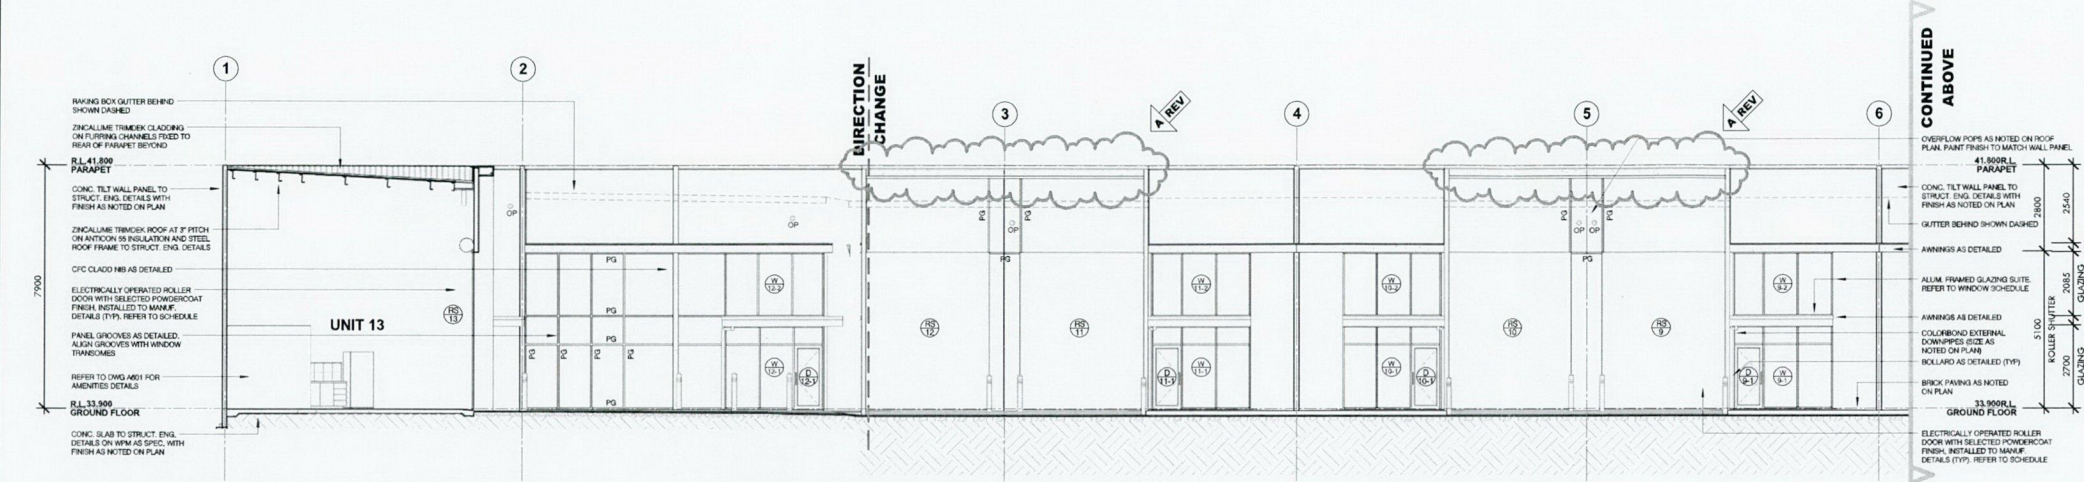 1
2
3
4
5
6
DIRECTION
CHANGE
A REV
A REV
CONTINUED
ABOVE
RAKING BOX GUTTER BEHIND
SHOWN DASHED
ZINCALUME TRIMDEK CLADDING
ON FURRING CHANNELS FIXED TO
REAR OF PARAPET BEYOND
R.L.41.800
PARAPET
CONC. TILT WALL PANEL TO
STRUCT. ENG. DETAILS WITH
FINISH AS NOTED ON PLAN
ZINCALUME TRIMDEK ROOF AT 3° PITCH
ON ANTICON 55 INSULATION AND STEEL
ROOF FRAME TO STRUCT. ENG. DETAILS
CFC CLADD NIB AS DETAILED
ELECTRICALLY OPERATED ROLLER
DOOR WITH SELECTED POWDERCOAT
FINISH, INSTALLED TO MANUF.
DETAILS (TYP). REFER TO SCHEDULE
PANEL GROOVES AS DETAILED.
ALIGN GROOVES WITH WINDOW
TRANSOMES
REFER TO DWG A601 FOR
AMENITIES DETAILS
R.L.33.900
GROUND FLOOR
CONC. SLAB TO STRUCT. ENG.
DETAILS ON WPM AS SPEC, WITH
FINISH AS NOTED ON PLAN
7900
UNIT 13
RS
13
OP
OP
PG
PG
PG
PG
PG
PG
PG
PG
W
12-2
W
12-1
D
12-1
PG
PG
OP
PG
RS
12
RS
11
W
11-2
W
11-1
D
11-1
W
10-2
W
10-1
D
10-1
PG
PG
OP
OP
PG
RS
10
RS
9
W
9-2
W
9-1
D
9-1
OVERFLOW POPS AS NOTED ON ROOF
PLAN. PAINT FINISH TO MATCH WALL PANEL
41.800R.L.
PARAPET
CONC. TILT WALL PANEL TO
STRUCT. ENG. DETAILS WITH
FINISH AS NOTED ON PLAN
GUTTER BEHIND SHOWN DASHED
AWNINGS AS DETAILED
ALUM. FRAMED GLAZING SUITE.
REFER TO WINDOW SCHEDULE
AWNINGS AS DETAILED
COLORBOND EXTERNAL
DOWNPIPES (SIZE AS
NOTED ON PLAN)
BOLLARD AS DETAILED (TYP)
BRICK PAVING AS NOTED
ON PLAN
33.900R.L.
GROUND FLOOR
ELECTRICALLY OPERATED ROLLER
DOOR WITH SELECTED POWDERCOAT
FINISH, INSTALLED TO MANUF.
DETAILS (TYP). REFER TO SCHEDULE
2800
5100
ROLLER SHUTTER
2540
2085
GLAZING
2700
GLAZING